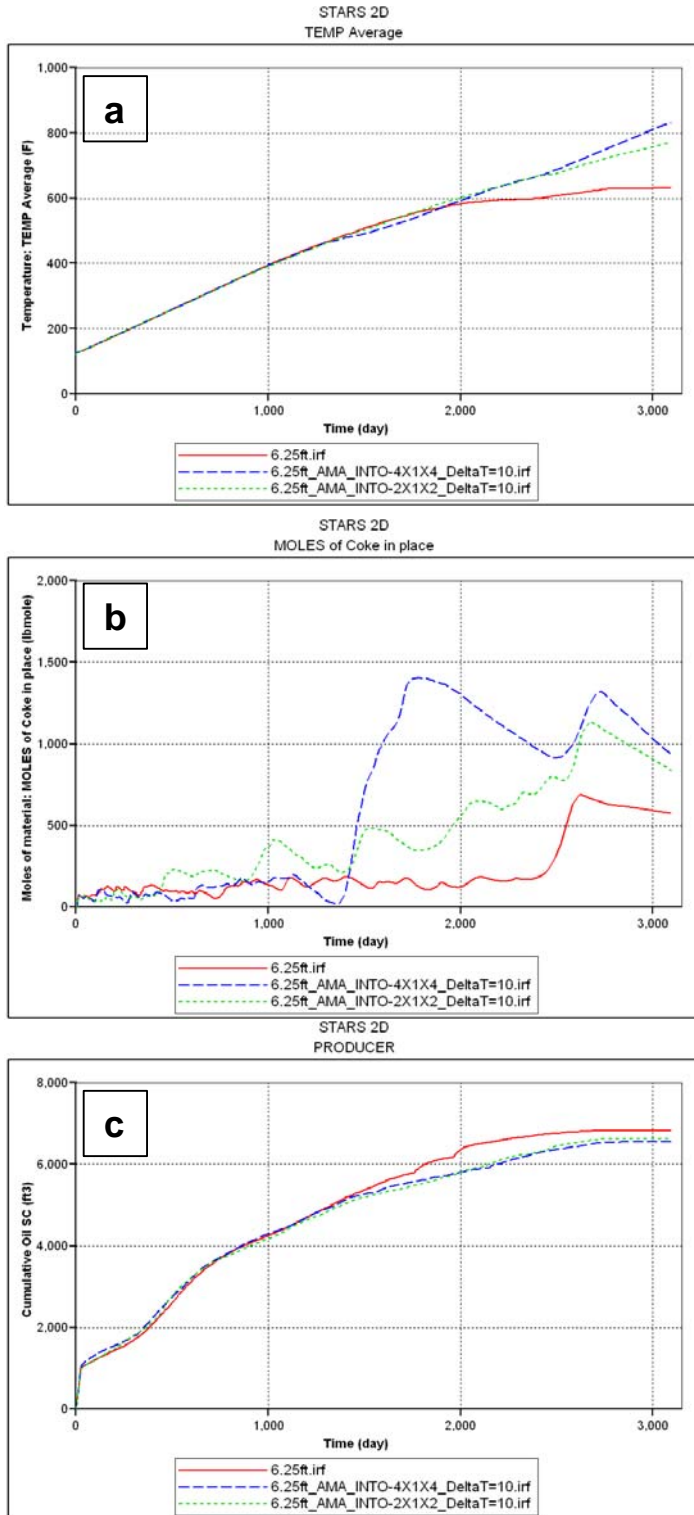 STARS 2D
TEMP Average
a
1,000
800
600
400
200
0
Temperature: TEMP Average (F)
0 1,000 2,000 3,000
Time (day)
6.25ft.irf
6.25ft_AMA_INTO-4X1X4_DeltaT=10.irf
6.25ft_AMA_INTO-2X1X2_DeltaT=10.irf
STARS 2D
MOLES of Coke in place
b
2,000
1,500
1,000
500
0
Moles of material: MOLES of Coke in place (lbmole)
0 1,000 2,000 3,000
Time (day)
6.25ft.irf
6.25ft_AMA_INTO-4X1X4_DeltaT=10.irf
6.25ft_AMA_INTO-2X1X2_DeltaT=10.irf
STARS 2D
PRODUCER
c
8,000
6,000
4,000
2,000
0
Cumulative Oil SC (ft3)
0 1,000 2,000 3,000
Time (day)
6.25ft.irf
6.25ft_AMA_INTO-4X1X4_DeltaT=10.irf
6.25ft_AMA_INTO-2X1X2_DeltaT=10.irf